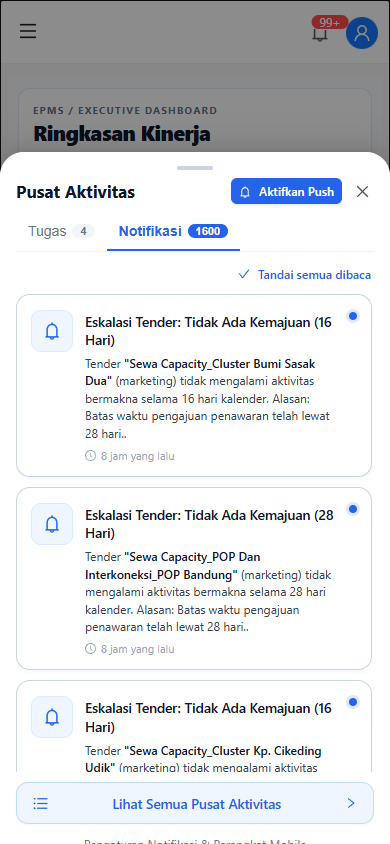 99+
EPMS / EXECUTIVE DASHBOARD
Ringkasan Kinerja
Pusat Aktivitas
Aktifkan Push
Tugas 4
Notifikasi 1600
Tandai semua dibaca
Eskalasi Tender: Tidak Ada Kemajuan (16
Hari)
Tender "Sewa Capacity_Cluster Bumi Sasak
Dua" (marketing) tidak mengalami aktivitas
bermakna selama 16 hari kalender. Alasan:
Batas waktu pengajuan penawaran telah lewat
28 hari..
8 jam yang lalu
Eskalasi Tender: Tidak Ada Kemajuan (28
Hari)
Tender "Sewa Capacity_POP Dan
Interkoneksi_POP Bandung" (marketing) tidak
mengalami aktivitas bermakna selama 28 hari
kalender. Alasan: Batas waktu pengajuan
penawaran telah lewat 28 hari..
8 jam yang lalu
Eskalasi Tender: Tidak Ada Kemajuan (16
Hari)
Tender "Sewa Capacity_Cluster Kp. Cikeding
Udik" (marketing) tidak mengalami aktivitas
Lihat Semua Pusat Aktivitas
Pengaturan Notifikasi & Perangkat Mobile